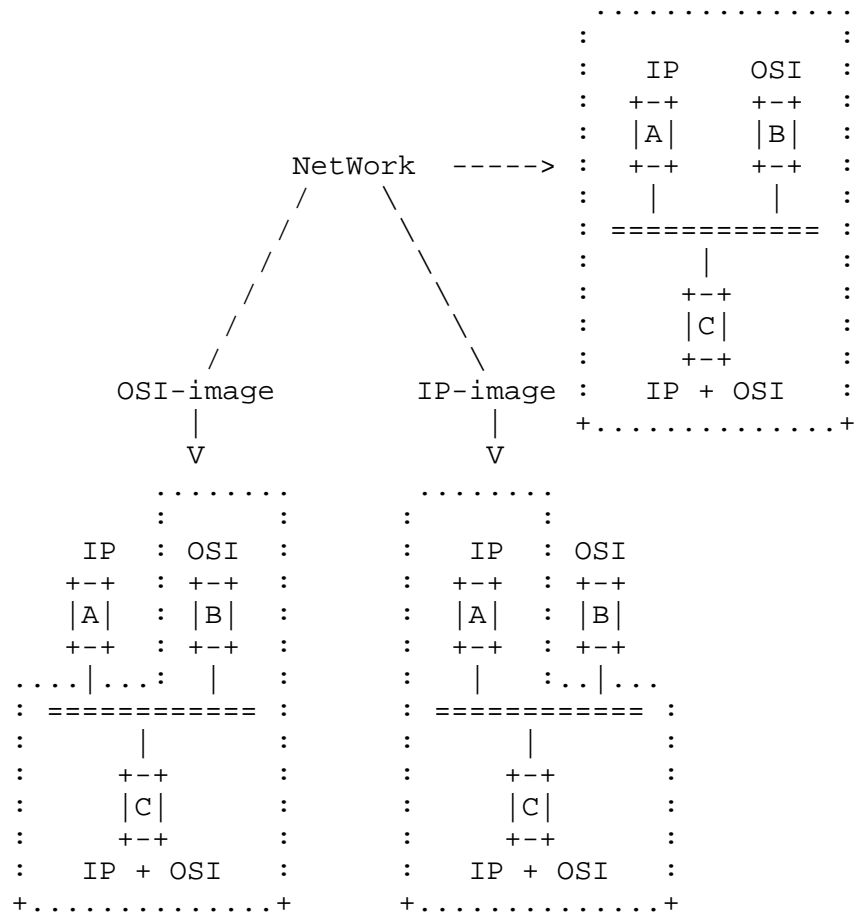 IP OSI
A B
NetWork
C
OSI-image IP-image IP + OSI
V V
IP OSI IP OSI
A B A B
C C
IP + OSI IP + OSI